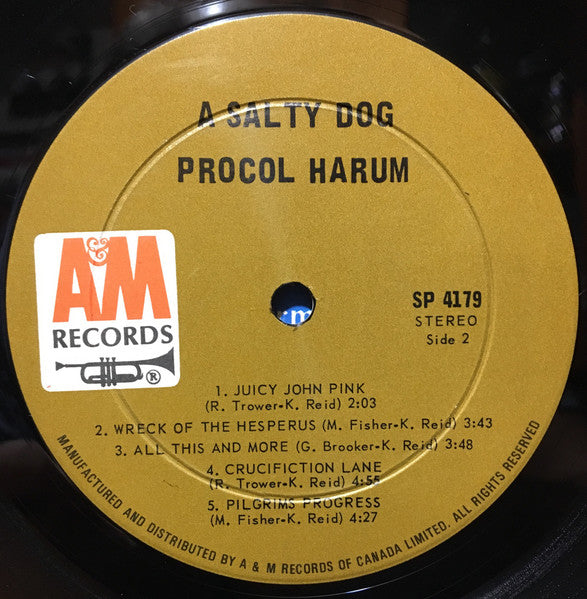 A SALTY DOG
PROCOL HARUM
A&M
RECORDS
®
SP 4179
STEREO
Side 2
1. JUICY JOHN PINK
(R. Trower-K. Reid) 2:03
2. WRECK OF THE HESPERUS (M. Fisher-K. Reid) 3:43
3. ALL THIS AND MORE (G. Brooker-K. Reid) 3:48
4. CRUCIFICTION LANE
(R. Trower-K. Reid) 4:55
5. PILGRIMS PROGRESS
(M. Fisher-K. Reid) 4:27
MANUFACTURED AND DISTRIBUTED BY A & M RECORDS OF CANADA LIMITED. ALL RIGHTS RESERVED